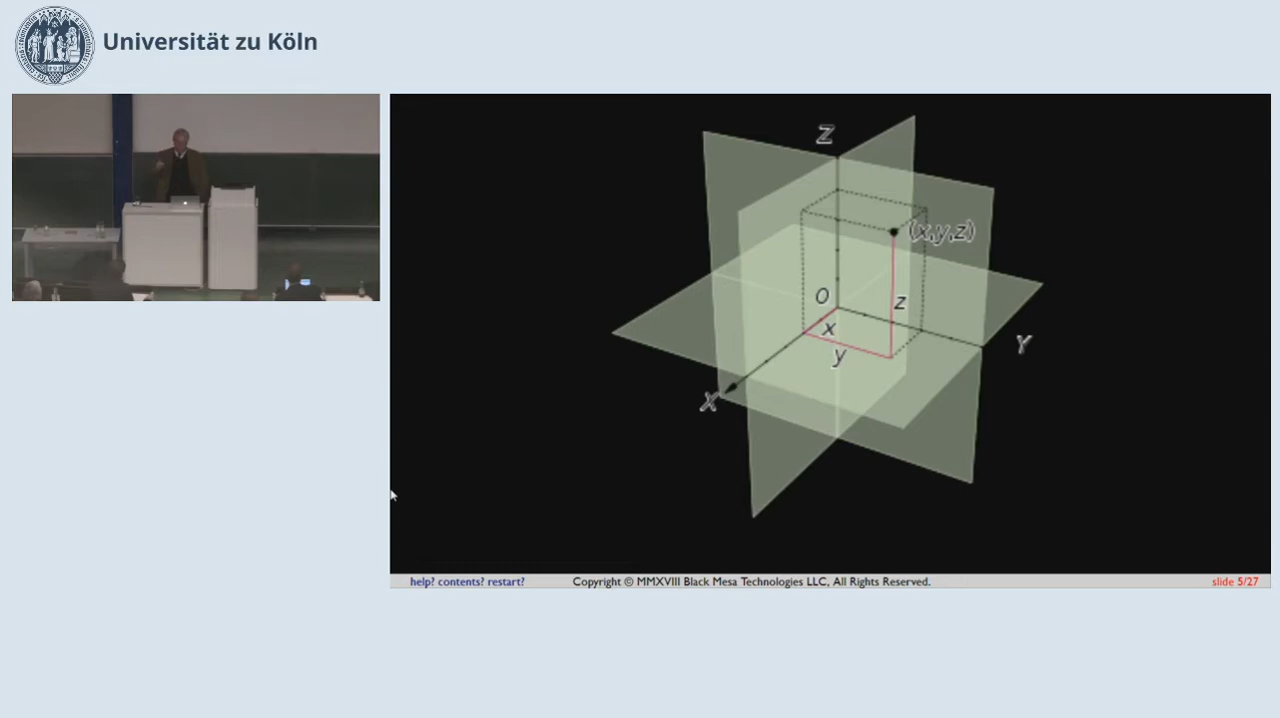 Universität zu Köln
Z
(x,y,z)
O
z
x
y
Y
X
help? contents? restart?
Copyright © MMXVIII Black Mesa Technologies LLC, All Rights Reserved.
slide 5/27